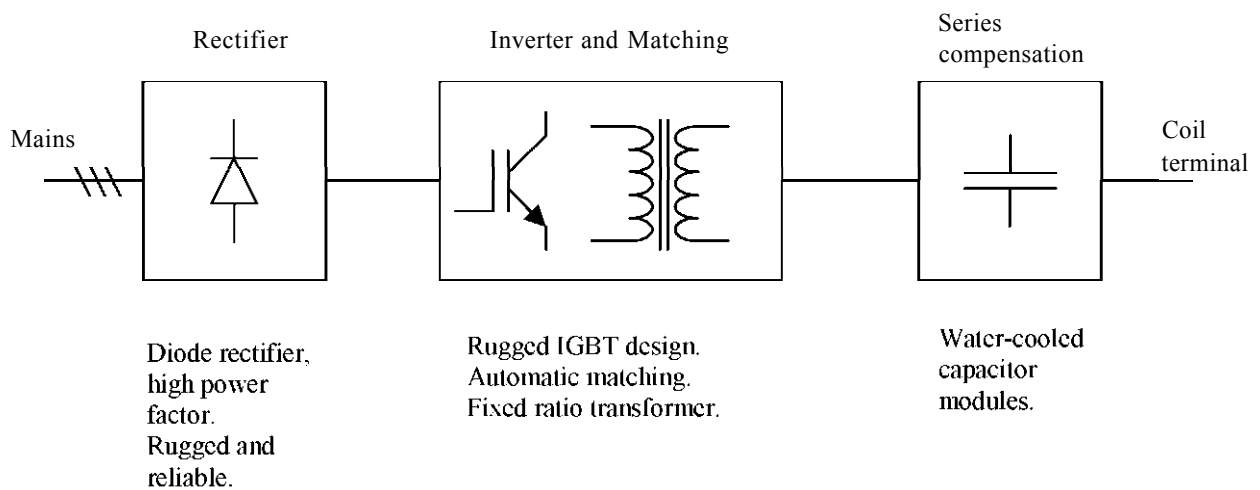 Rectifier
Inverter and Matching
Series
compensation
Mains
Coil
terminal
Diode rectifier,
high power
factor.
Rugged and
reliable.
Rugged IGBT design.
Automatic matching.
Fixed ratio transformer.
Water-cooled
capacitor
modules.